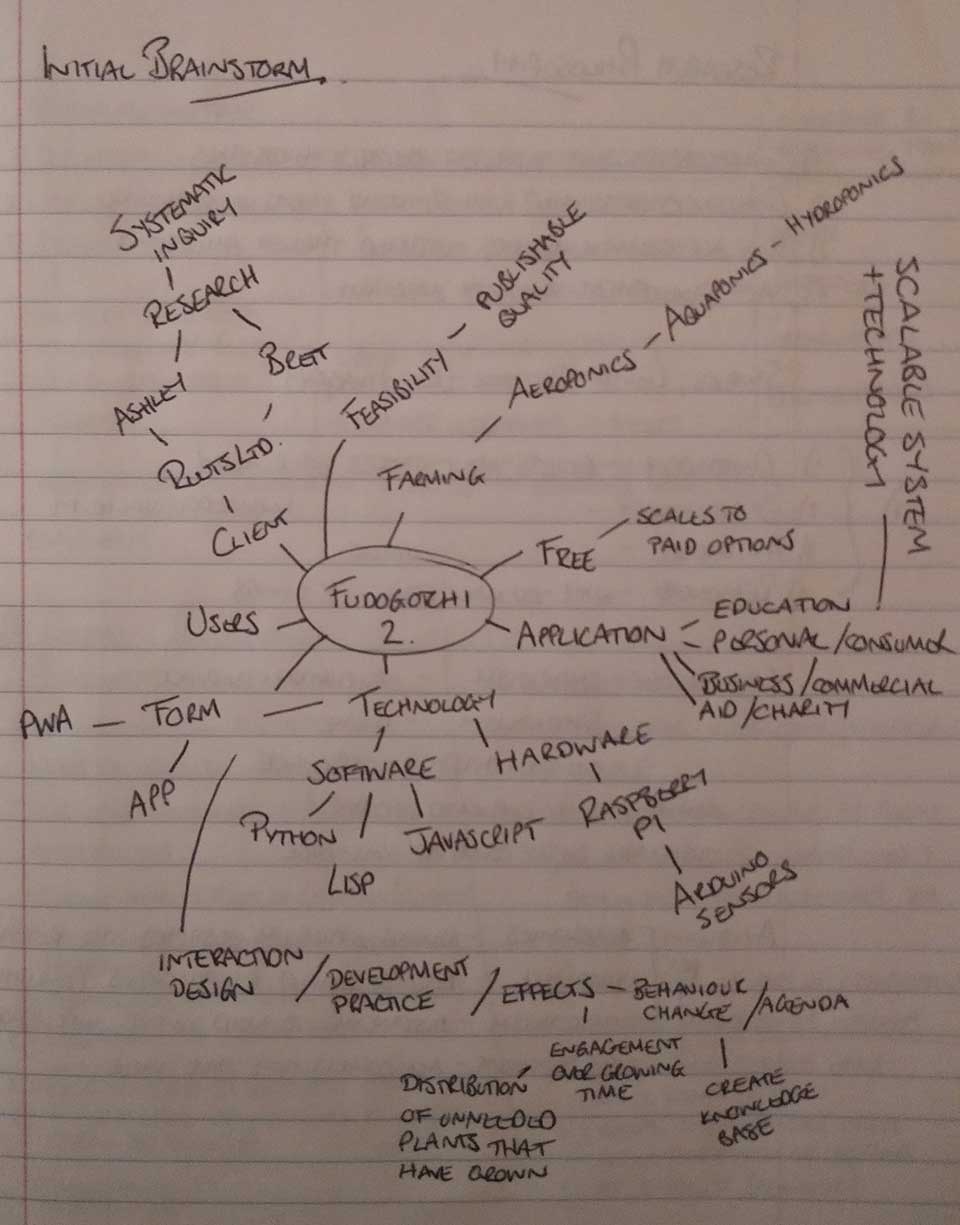 INITIAL BRAINSTORM.
SYSTEMATIC
INQUIRY
RESEARCH
ASHLEY
BRETT
RWTS LTD.
CLIENT
FEASIBILITY – PUBLISHABLE
QUALITY
FARMING
AEROPONICS – AQUAPONICS – HYDROPONICS
SCALABLE SYSTEM
+ TECHNOLOGY
FREE
SCALES TO
PAID OPTIONS
FUDOGOTCHI
2.
USERS
APPLICATION
EDUCATION
PERSONAL / CONSUMER
BUSINESS / COMMERCIAL
AID / CHARITY
PWA – FORM
APP
TECHNOLOGY
SOFTWARE
PYTHON
LISP
JAVASCRIPT
HARDWARE
RASPBERRY
PI
ARDUINO
SENSORS
INTERACTION
DESIGN
/ DEVELOPMENT
PRACTICE
/ EFFECTS – BEHAVIOUR
CHANGE / AGENDA
ENGAGEMENT
OVER GROWING
TIME
DISTRIBUTION
OF UNNEEDED
PLANTS THAT
HAVE GROWN
CREATE
KNOWLEDGE
BASE